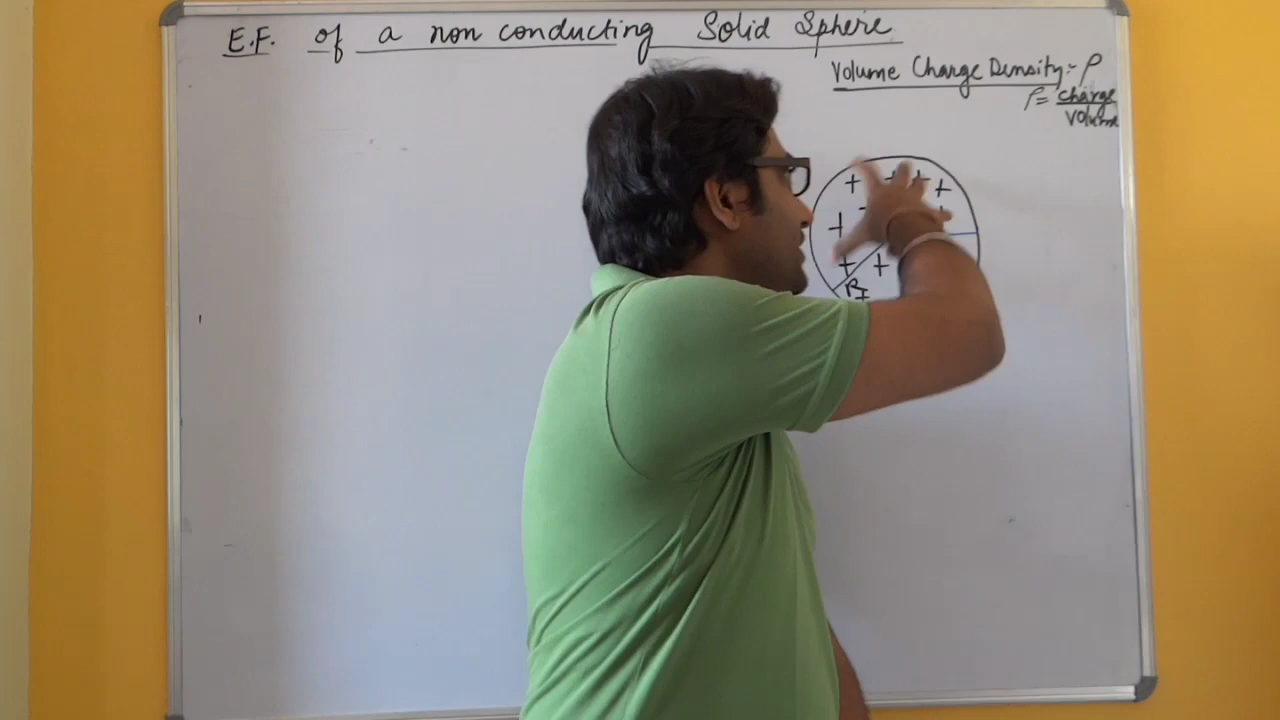 E.F. of a non conducting Solid Sphere
Volume Charge Density:- ρ
ρ = charge
Volume
+ + + +
+
+ +
R